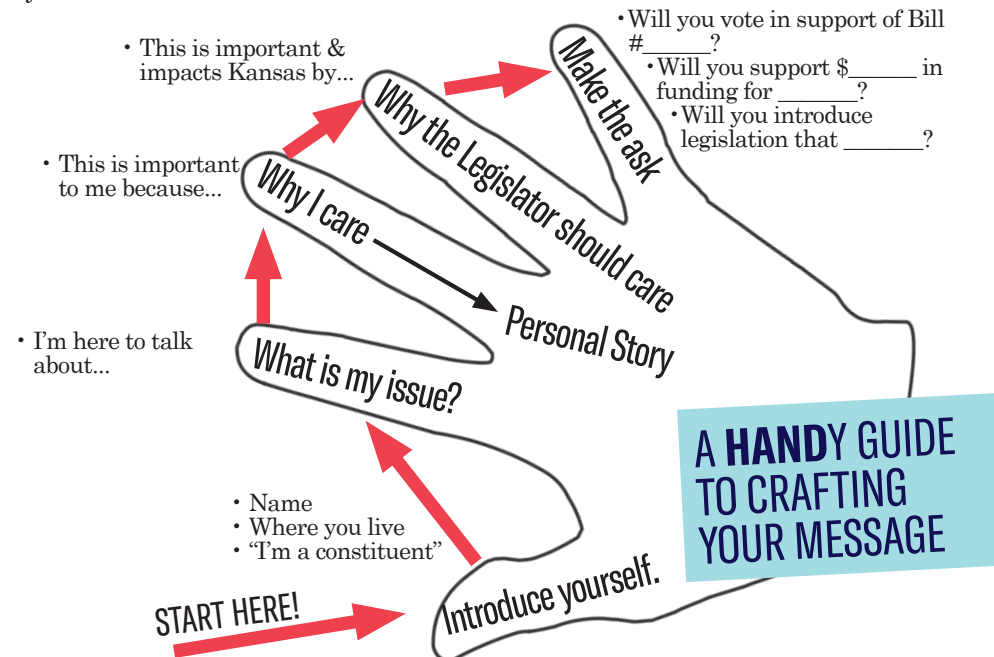 START HERE!
Introduce yourself.
• Name
• Where you live
• “I’m a constituent”
What is my issue?
• I’m here to talk
about...
Why I care
Personal Story
• This is important
to me because...
Why the Legislator should care
• This is important &
impacts Kansas by...
Make the ask
•Will you vote in support of Bill
#______?
•Will you support $______ in
funding for _______?
•Will you introduce
legislation that _______?
A HANDY GUIDE
TO CRAFTING
YOUR MESSAGE